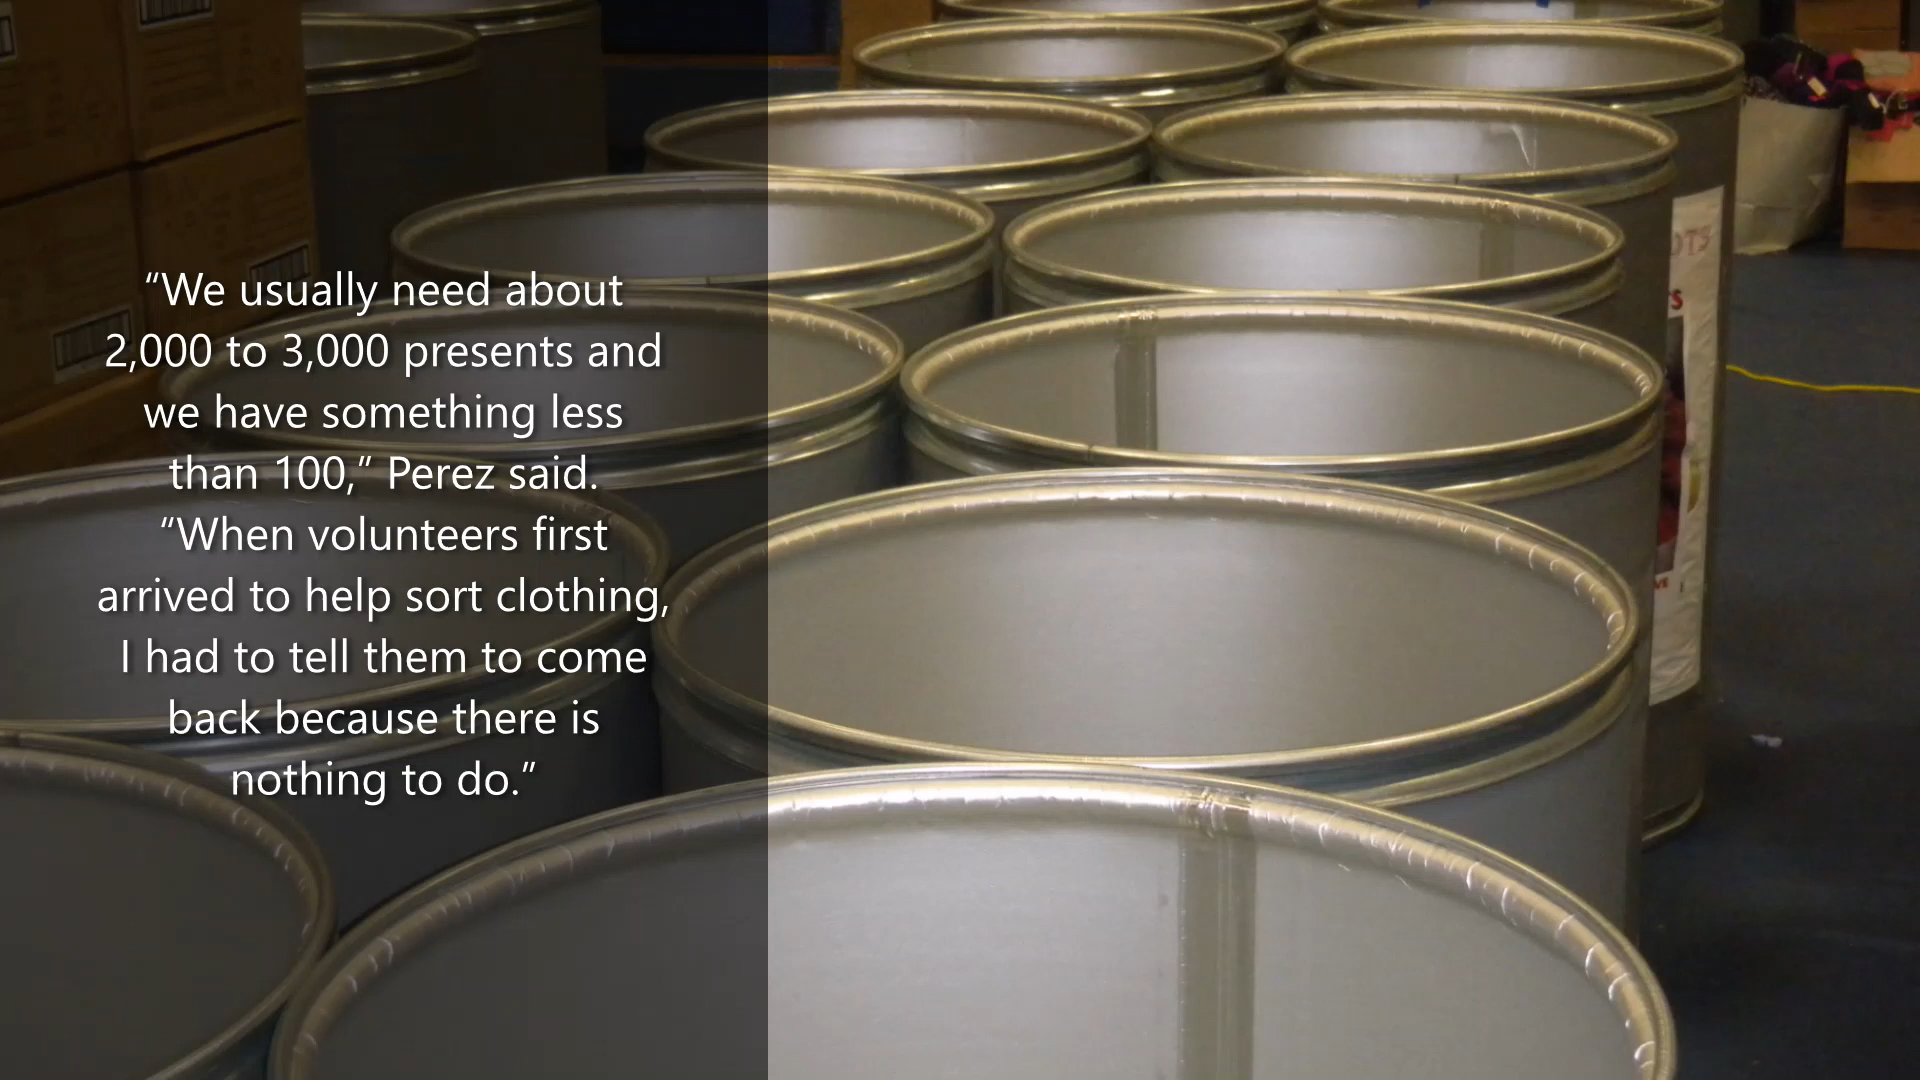 “We usually need about
2,000 to 3,000 presents and
we have something less
than 100,” Perez said.
“When volunteers first
arrived to help sort clothing,
I had to tell them to come
back because there is
nothing to do.”